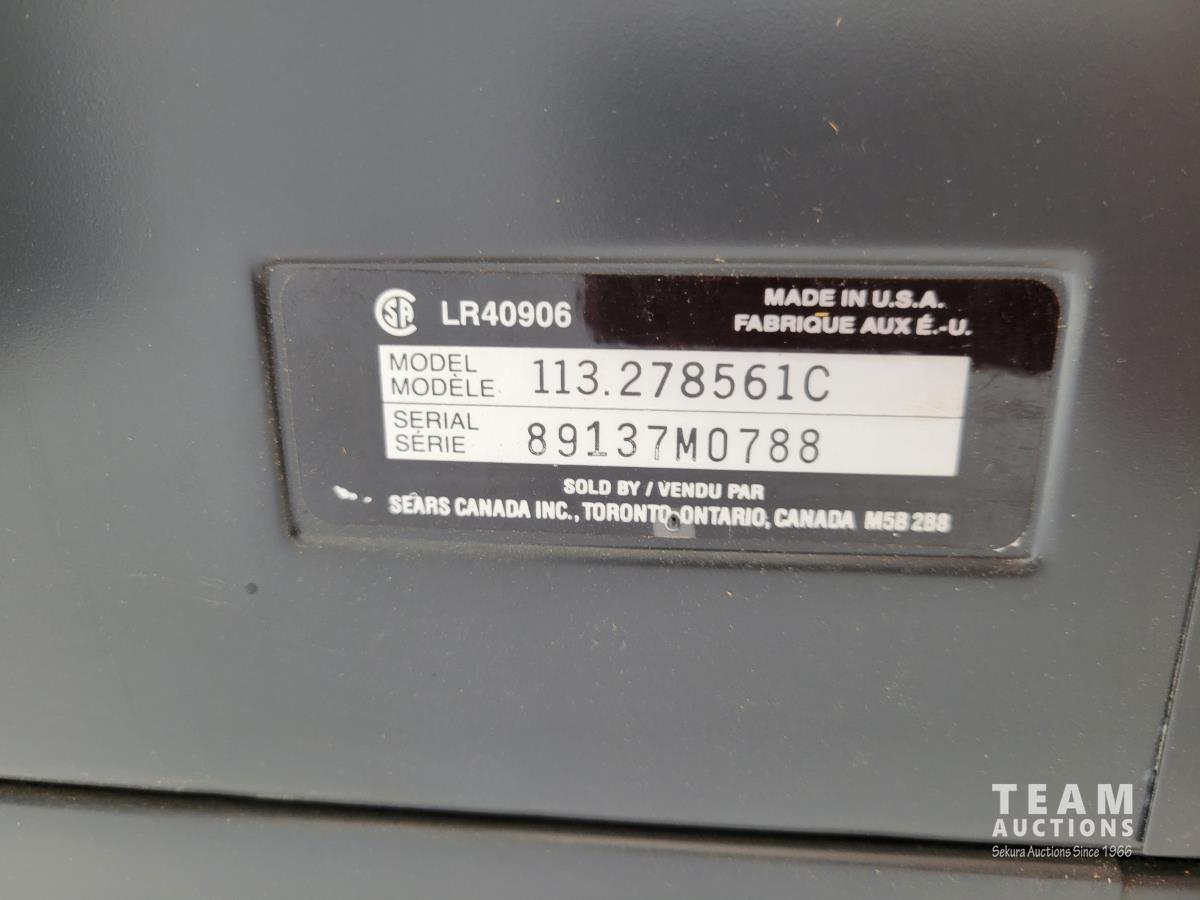 SA LR40906
MADE IN U.S.A.
FABRIQUE AUX É.-U.
MODEL
MODÈLE 113.278561C
SERIAL
SÉRIE 89137M0788
SOLD BY / VENDU PAR
SEARS CANADA INC., TORONTO, ONTARIO, CANADA M5B 2B8
TEAM
AUCTIONS
Sekura Auctions Since 1966